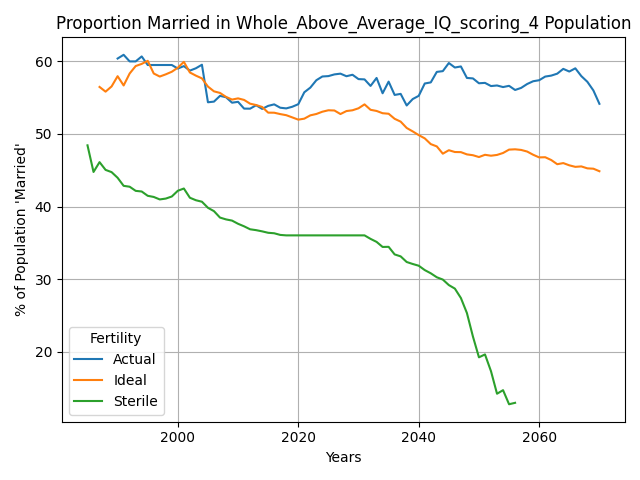 Proportion Married in Whole_Above_Average_IQ_scoring_4 Population
% of Population 'Married'
60
50
40
30
20
Fertility
Actual
Ideal
Sterile
2000
2020
2040
2060
Years